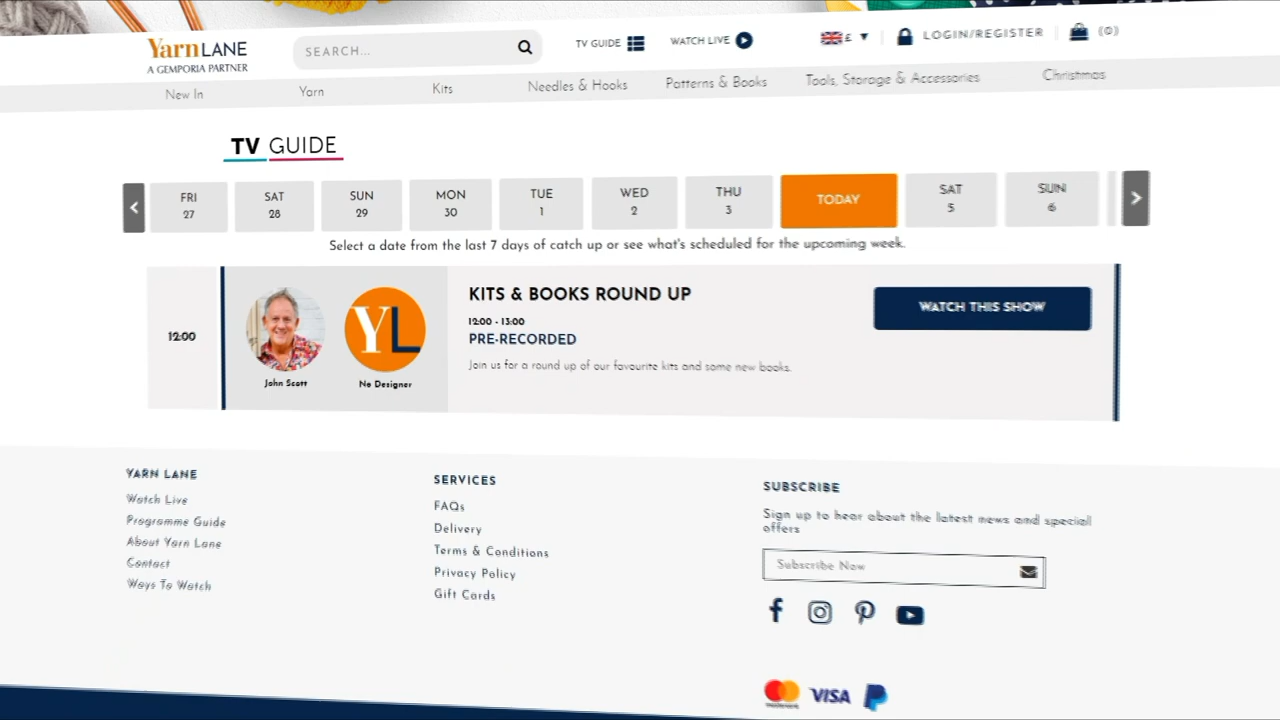 YarnLANE
A GEMPORIA PARTNER
SEARCH...
TV GUIDE
WATCH LIVE
£
LOGIN/REGISTER
(0)
New In
Yarn
Kits
Needles & Hooks
Patterns & Books
Tools, Storage & Accessories
Christmas
TV GUIDE
FRI
27
SAT
28
SUN
29
MON
30
TUE
1
WED
2
THU
3
TODAY
SAT
5
SUN
6
Select a date from the last 7 days of catch up or see what's scheduled for the upcoming week.
12:00
John Scott
YL
No Designer
KITS & BOOKS ROUND UP
12:00 - 13:00
PRE-RECORDED
Join us for a round up of our favourite kits and some new books.
WATCH THIS SHOW
YARN LANE
Watch Live
Programme Guide
About Yarn Lane
Contact
Ways To Watch
SERVICES
FAQs
Delivery
Terms & Conditions
Privacy Policy
Gift Cards
SUBSCRIBE
Sign up to hear about the latest news and special
offers
Subscribe Now
mastercard
VISA